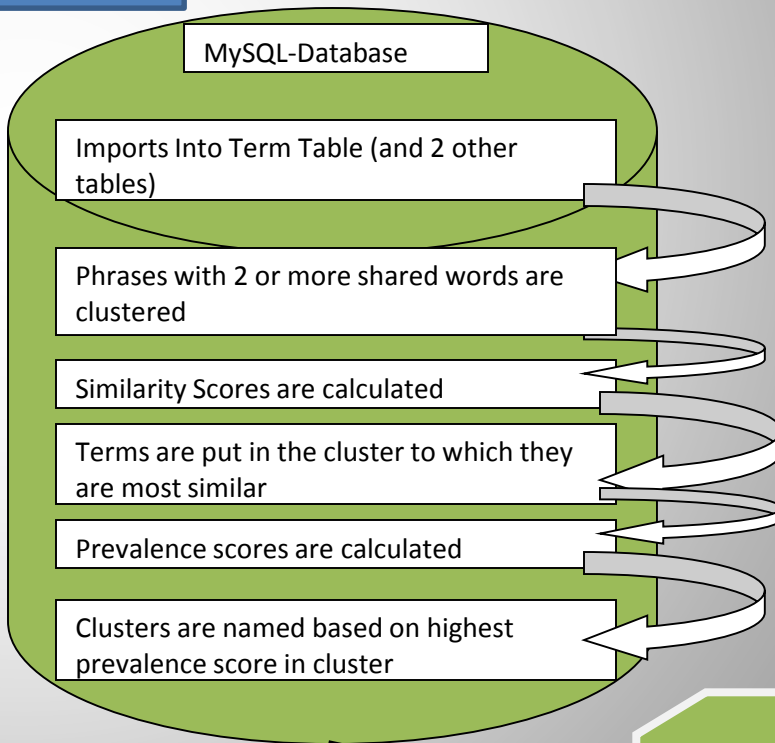 MySQL-Database
Imports Into Term Table (and 2 other
tables)
Phrases with 2 or more shared words are
clustered
Similarity Scores are calculated
Terms are put in the cluster to which they
are most similar
Prevalence scores are calculated
Clusters are named based on highest
prevalence score in cluster